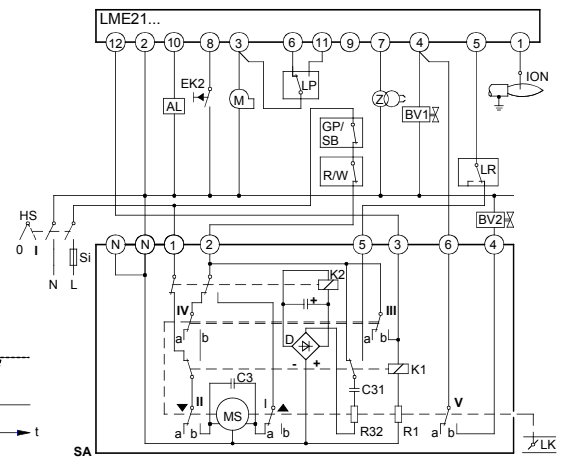 LME21...
12 2 10 8 3 6 11 9 7 4 5 1
EK2 LP ION
AL M Z BV1
GP/
SB
R/W LR
HS
0 I Si BV2
N L
N N 1 2 5 3 6 4
K2
+
IV III
a b D a b
- + K1
C3 C31
II I V
MS
a b a b R32 R1 a b
LK
t
SA